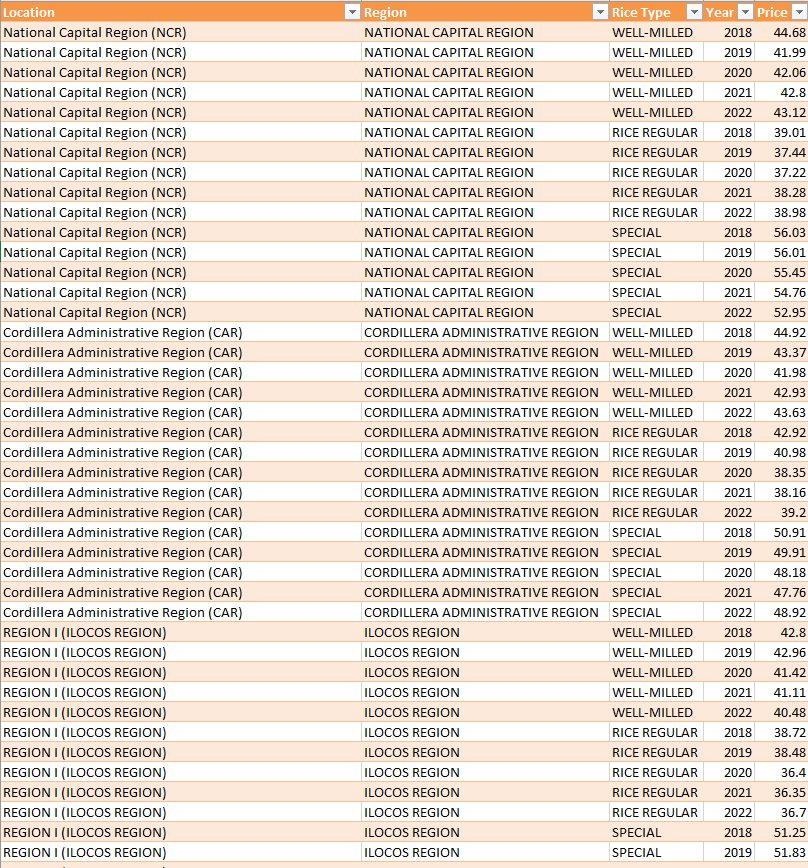 Location Region Rice Type Year Price
National Capital Region (NCR) NATIONAL CAPITAL REGION WELL-MILLED 2018 44.68
National Capital Region (NCR) NATIONAL CAPITAL REGION WELL-MILLED 2019 41.99
National Capital Region (NCR) NATIONAL CAPITAL REGION WELL-MILLED 2020 42.06
National Capital Region (NCR) NATIONAL CAPITAL REGION WELL-MILLED 2021 42.8
National Capital Region (NCR) NATIONAL CAPITAL REGION WELL-MILLED 2022 43.12
National Capital Region (NCR) NATIONAL CAPITAL REGION RICE REGULAR 2018 39.01
National Capital Region (NCR) NATIONAL CAPITAL REGION RICE REGULAR 2019 37.44
National Capital Region (NCR) NATIONAL CAPITAL REGION RICE REGULAR 2020 37.22
National Capital Region (NCR) NATIONAL CAPITAL REGION RICE REGULAR 2021 38.28
National Capital Region (NCR) NATIONAL CAPITAL REGION RICE REGULAR 2022 38.98
National Capital Region (NCR) NATIONAL CAPITAL REGION SPECIAL 2018 56.03
National Capital Region (NCR) NATIONAL CAPITAL REGION SPECIAL 2019 56.01
National Capital Region (NCR) NATIONAL CAPITAL REGION SPECIAL 2020 55.45
National Capital Region (NCR) NATIONAL CAPITAL REGION SPECIAL 2021 54.76
National Capital Region (NCR) NATIONAL CAPITAL REGION SPECIAL 2022 52.95
Cordillera Administrative Region (CAR) CORDILLERA ADMINISTRATIVE REGION WELL-MILLED 2018 44.92
Cordillera Administrative Region (CAR) CORDILLERA ADMINISTRATIVE REGION WELL-MILLED 2019 43.37
Cordillera Administrative Region (CAR) CORDILLERA ADMINISTRATIVE REGION WELL-MILLED 2020 41.98
Cordillera Administrative Region (CAR) CORDILLERA ADMINISTRATIVE REGION WELL-MILLED 2021 42.93
Cordillera Administrative Region (CAR) CORDILLERA ADMINISTRATIVE REGION WELL-MILLED 2022 43.63
Cordillera Administrative Region (CAR) CORDILLERA ADMINISTRATIVE REGION RICE REGULAR 2018 42.92
Cordillera Administrative Region (CAR) CORDILLERA ADMINISTRATIVE REGION RICE REGULAR 2019 40.98
Cordillera Administrative Region (CAR) CORDILLERA ADMINISTRATIVE REGION RICE REGULAR 2020 38.35
Cordillera Administrative Region (CAR) CORDILLERA ADMINISTRATIVE REGION RICE REGULAR 2021 38.16
Cordillera Administrative Region (CAR) CORDILLERA ADMINISTRATIVE REGION RICE REGULAR 2022 39.2
Cordillera Administrative Region (CAR) CORDILLERA ADMINISTRATIVE REGION SPECIAL 2018 50.91
Cordillera Administrative Region (CAR) CORDILLERA ADMINISTRATIVE REGION SPECIAL 2019 49.91
Cordillera Administrative Region (CAR) CORDILLERA ADMINISTRATIVE REGION SPECIAL 2020 48.18
Cordillera Administrative Region (CAR) CORDILLERA ADMINISTRATIVE REGION SPECIAL 2021 47.76
Cordillera Administrative Region (CAR) CORDILLERA ADMINISTRATIVE REGION SPECIAL 2022 48.92
REGION I (ILOCOS REGION) ILOCOS REGION WELL-MILLED 2018 42.8
REGION I (ILOCOS REGION) ILOCOS REGION WELL-MILLED 2019 42.96
REGION I (ILOCOS REGION) ILOCOS REGION WELL-MILLED 2020 41.42
REGION I (ILOCOS REGION) ILOCOS REGION WELL-MILLED 2021 41.11
REGION I (ILOCOS REGION) ILOCOS REGION WELL-MILLED 2022 40.48
REGION I (ILOCOS REGION) ILOCOS REGION RICE REGULAR 2018 38.72
REGION I (ILOCOS REGION) ILOCOS REGION RICE REGULAR 2019 38.48
REGION I (ILOCOS REGION) ILOCOS REGION RICE REGULAR 2020 36.4
REGION I (ILOCOS REGION) ILOCOS REGION RICE REGULAR 2021 36.35
REGION I (ILOCOS REGION) ILOCOS REGION RICE REGULAR 2022 36.7
REGION I (ILOCOS REGION) ILOCOS REGION SPECIAL 2018 51.25
REGION I (ILOCOS REGION) ILOCOS REGION SPECIAL 2019 51.83